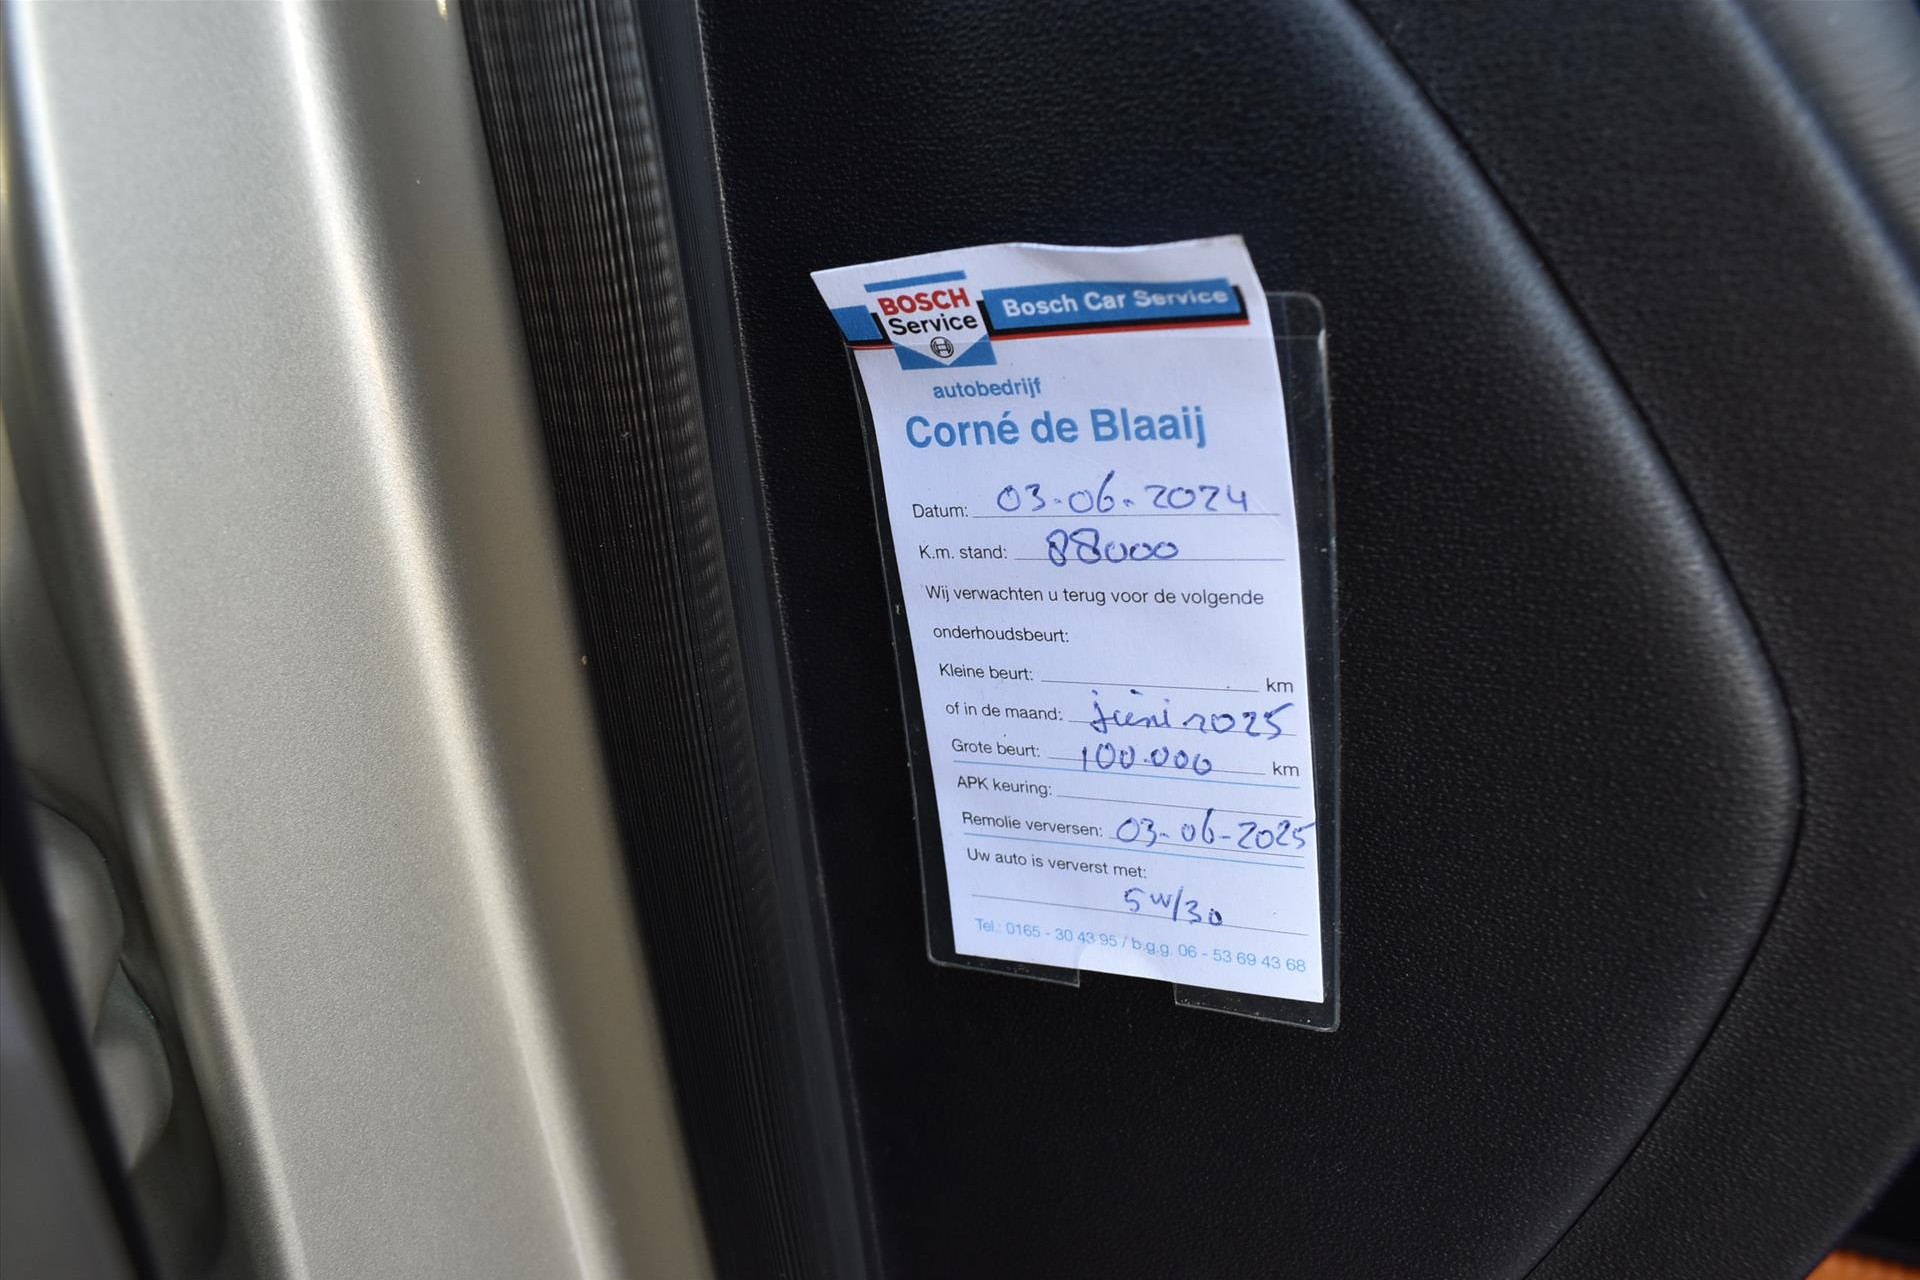 BOSCH
Service
Bosch Car Service
autobedrijf
Corné de Blaaij
Datum: 03-06-2024
K.m. stand: 88000
Wij verwachten u terug voor de volgende
onderhoudsbeurt:
Kleine beurt: km
of in de maand: juni 2025
Grote beurt: 100.000 km
APK keuring:
Remolie verversen: 03-06-2025
Uw auto is ververst met:
5w/30
Tel.: 0165 - 30 43 95 / b.g.g. 06 - 53 69 43 68